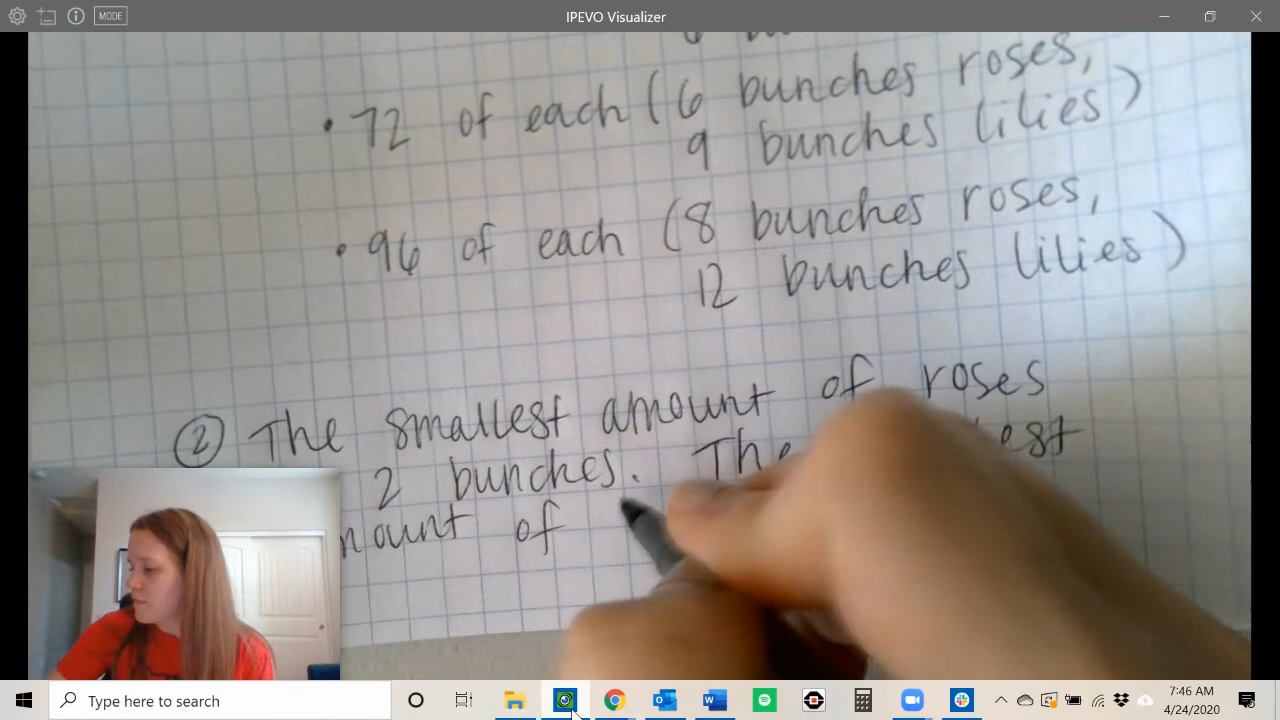 MODE
IPEVO Visualizer
• 72 of each ( 6 bunches roses,
9 bunches lilies )
• 96 of each ( 8 bunches roses,
12 bunches lilies )
② The smallest amount of roses
2 bunches. The
of
Type here to search
7:46 AM
4/24/2020